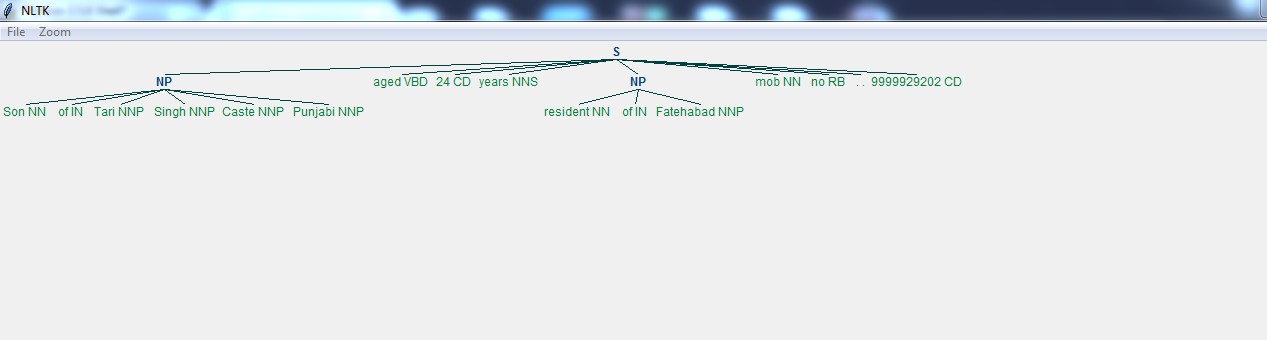 NLTK
File Zoom
S
NP aged VBD 24 CD years NNS NP mob NN no RB . . 9999929202 CD
Son NN of IN Tari NNP Singh NNP Caste NNP Punjabi NNP resident NN of IN Fatehabad NNP